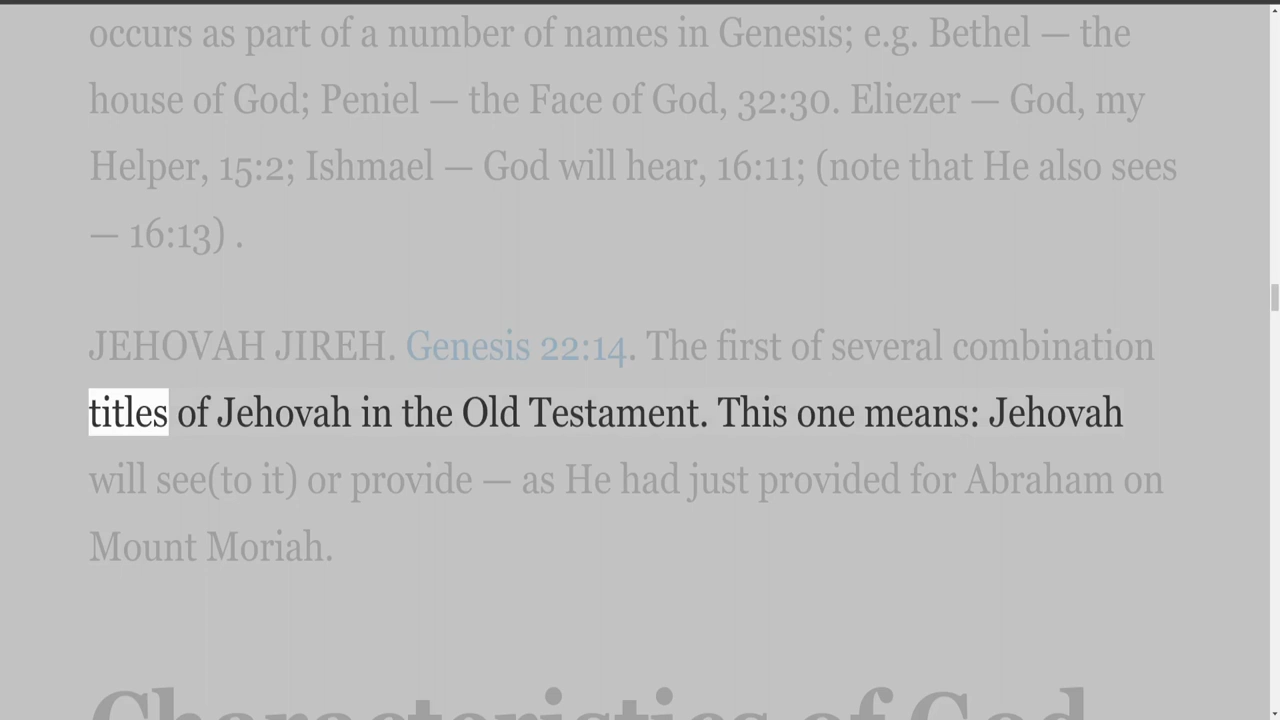 occurs as part of a number of names in Genesis; e.g. Bethel — the
house of God; Peniel — the Face of God, 32:30. Eliezer — God, my
Helper, 15:2; Ishmael — God will hear, 16:11; (note that He also sees
— 16:13) .
JEHOVAH JIREH. Genesis 22:14. The first of several combination
titles of Jehovah in the Old Testament. This one means: Jehovah
will see(to it) or provide — as He had just provided for Abraham on
Mount Moriah.
Characteristics of God